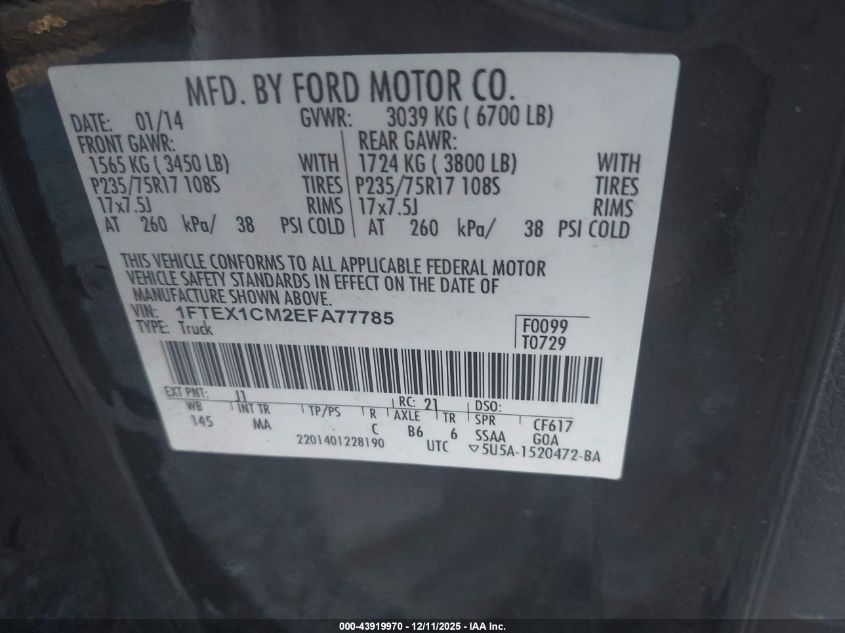 MFD. BY FORD MOTOR CO.
DATE: 01/14 GVWR: 3039 KG ( 6700 LB)
FRONT GAWR: REAR GAWR:
1565 KG ( 3450 LB) WITH 1724 KG ( 3800 LB) WITH
P235/75R17 108S TIRES P235/75R17 108S TIRES
17x7.5J RIMS 17x7.5J RIMS
AT 260 kPa/ 38 PSI COLD AT 260 kPa/ 38 PSI COLD
THIS VEHICLE CONFORMS TO ALL APPLICABLE FEDERAL MOTOR
VEHICLE SAFETY STANDARDS IN EFFECT ON THE DATE OF
MANUFACTURE SHOWN ABOVE.
VIN: 1FTEX1CM2EFA77785 F0099
TYPE: Truck T0729
EXT PNT: J1 RC: 21 DSO:
WB INT TR TP/PS R AXLE TR SPR CF617
145 MA C B6 6 SSAA GOA
2201401228190 UTC ▽5U5A-1520472-BA
000-43919970 - 12/11/2025 - IAA Inc.